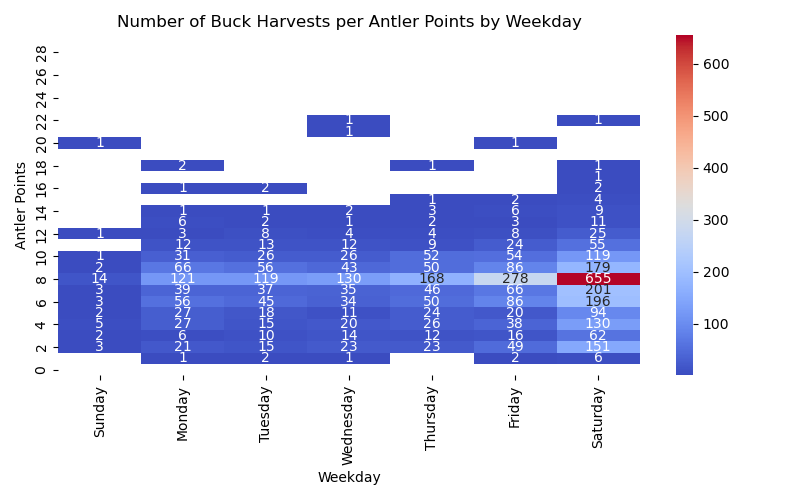 Number of Buck Harvests per Antler Points by Weekday
28
26
24
22 1 1
1
20 1 1
18 2 1 1
1
16 1 2 2
1 2 4
14 1 1 2 3 6 9
6 2 1 2 3 11
12 1 3 8 4 4 8 25
12 13 12 9 24 55
10 1 31 26 26 52 54 119
2 66 56 43 50 86 179
8 14 121 119 130 168 278 655
3 39 37 35 46 66 201
6 3 56 45 34 50 86 196
2 27 18 11 24 20 94
4 5 27 15 20 26 38 130
3 6 10 14 12 16 62
2 3 21 15 23 23 49 151
1 2 1 2 6
0
Antler Points
Sunday Monday Tuesday Wednesday Thursday Friday Saturday
Weekday
600
500
400
300
200
100